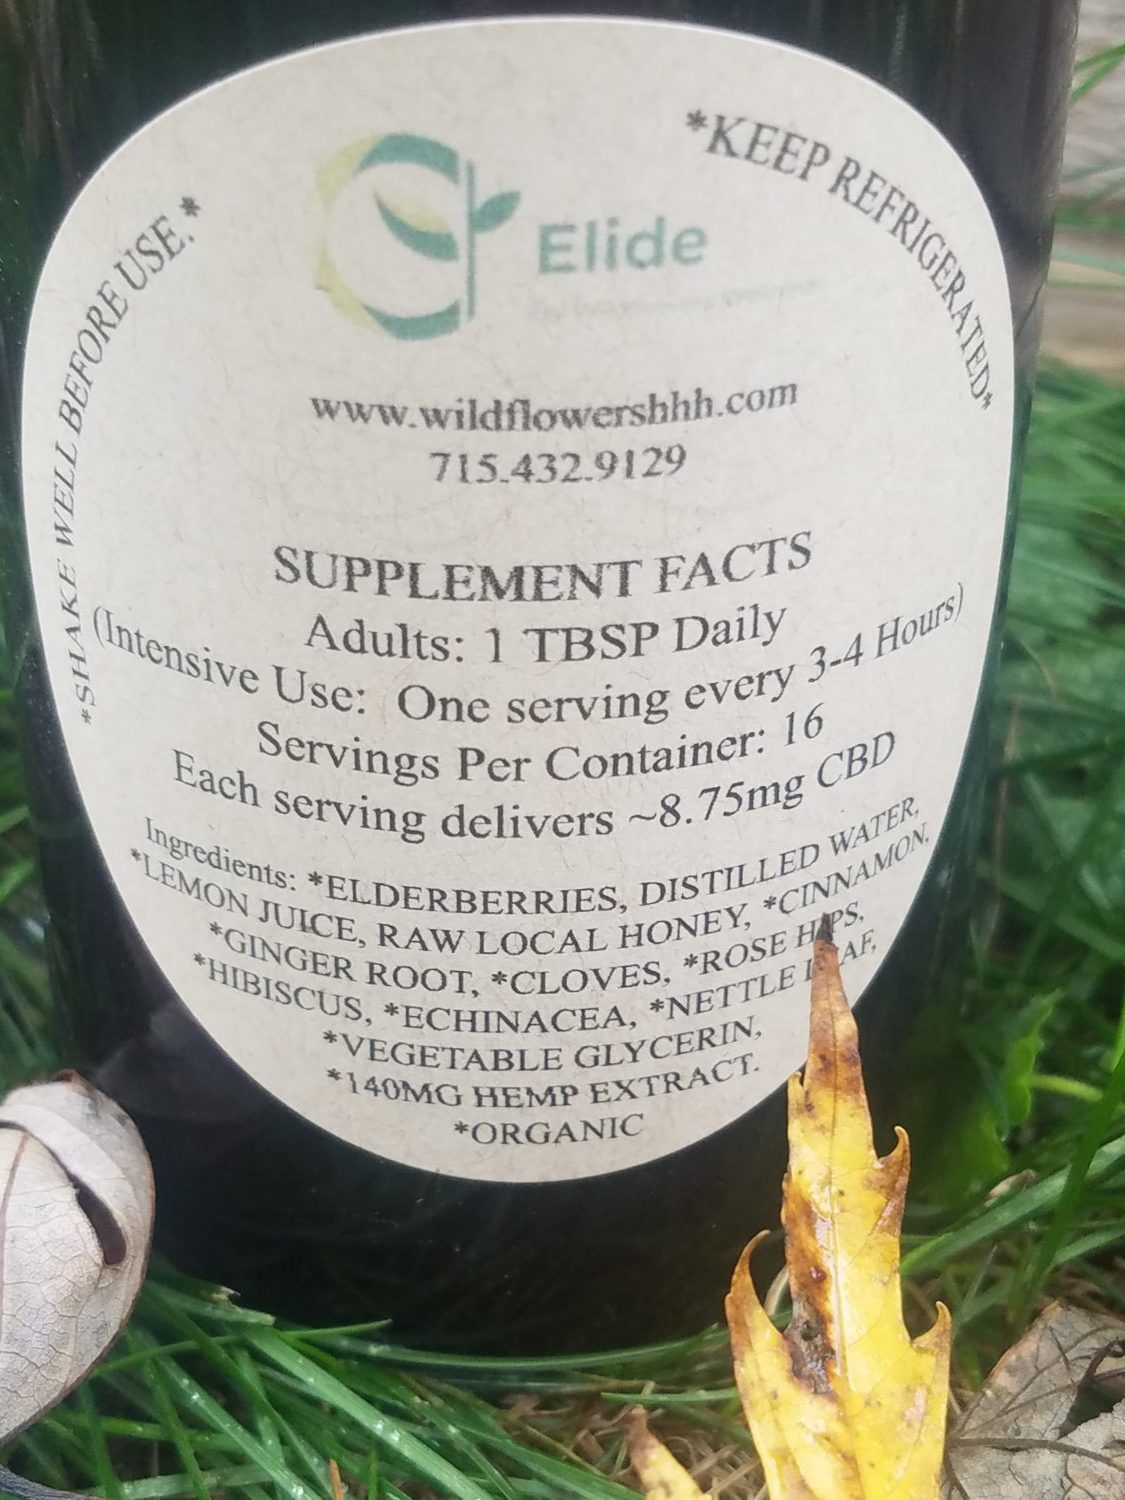 *SHAKE WELL BEFORE USE.*
*KEEP REFRIGERATED*
Elide
www.wildflowershhh.com
715.432.9129
SUPPLEMENT FACTS
Adults: 1 TBSP Daily
(Intensive Use: One serving every 3-4 Hours)
Servings Per Container: 16
Each serving delivers ~8.75mg CBD
Ingredients: *ELDERBERRIES, DISTILLED WATER,
*LEMON JUICE, RAW LOCAL HONEY, *CINNAMON,
*GINGER ROOT, *CLOVES, *ROSE HIPS,
*HIBISCUS, *ECHINACEA, *NETTLE LEAF,
*VEGETABLE GLYCERIN,
*140MG HEMP EXTRACT.
*ORGANIC